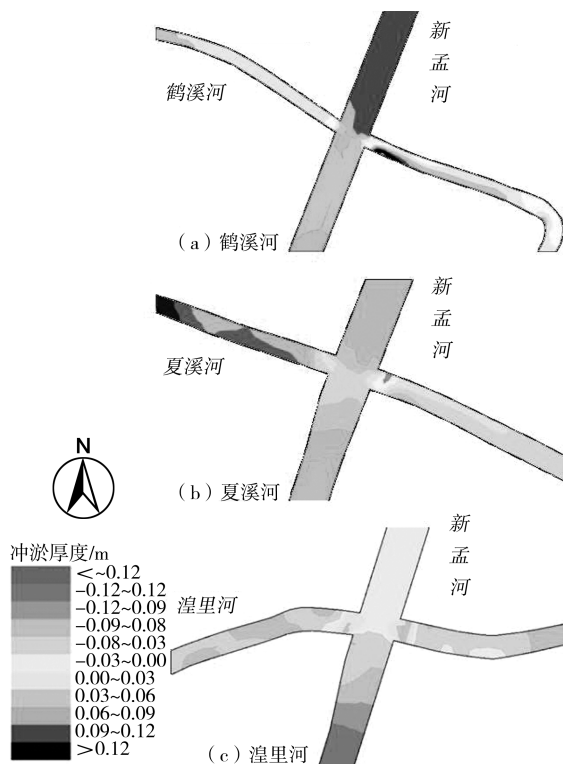 新
孟
河
鹤溪河
（a）鹤溪河
新
孟
河
夏溪河
（b）夏溪河
N
冲淤厚度/m
<~0.12
-0.12~0.12
-0.12~0.09
-0.09~0.08
-0.08~0.03
-0.03~0.00
0.00~0.03
0.03~0.06
0.06~0.09
0.09~0.12
>0.12
新
孟
河
湟里河
（c）湟里河